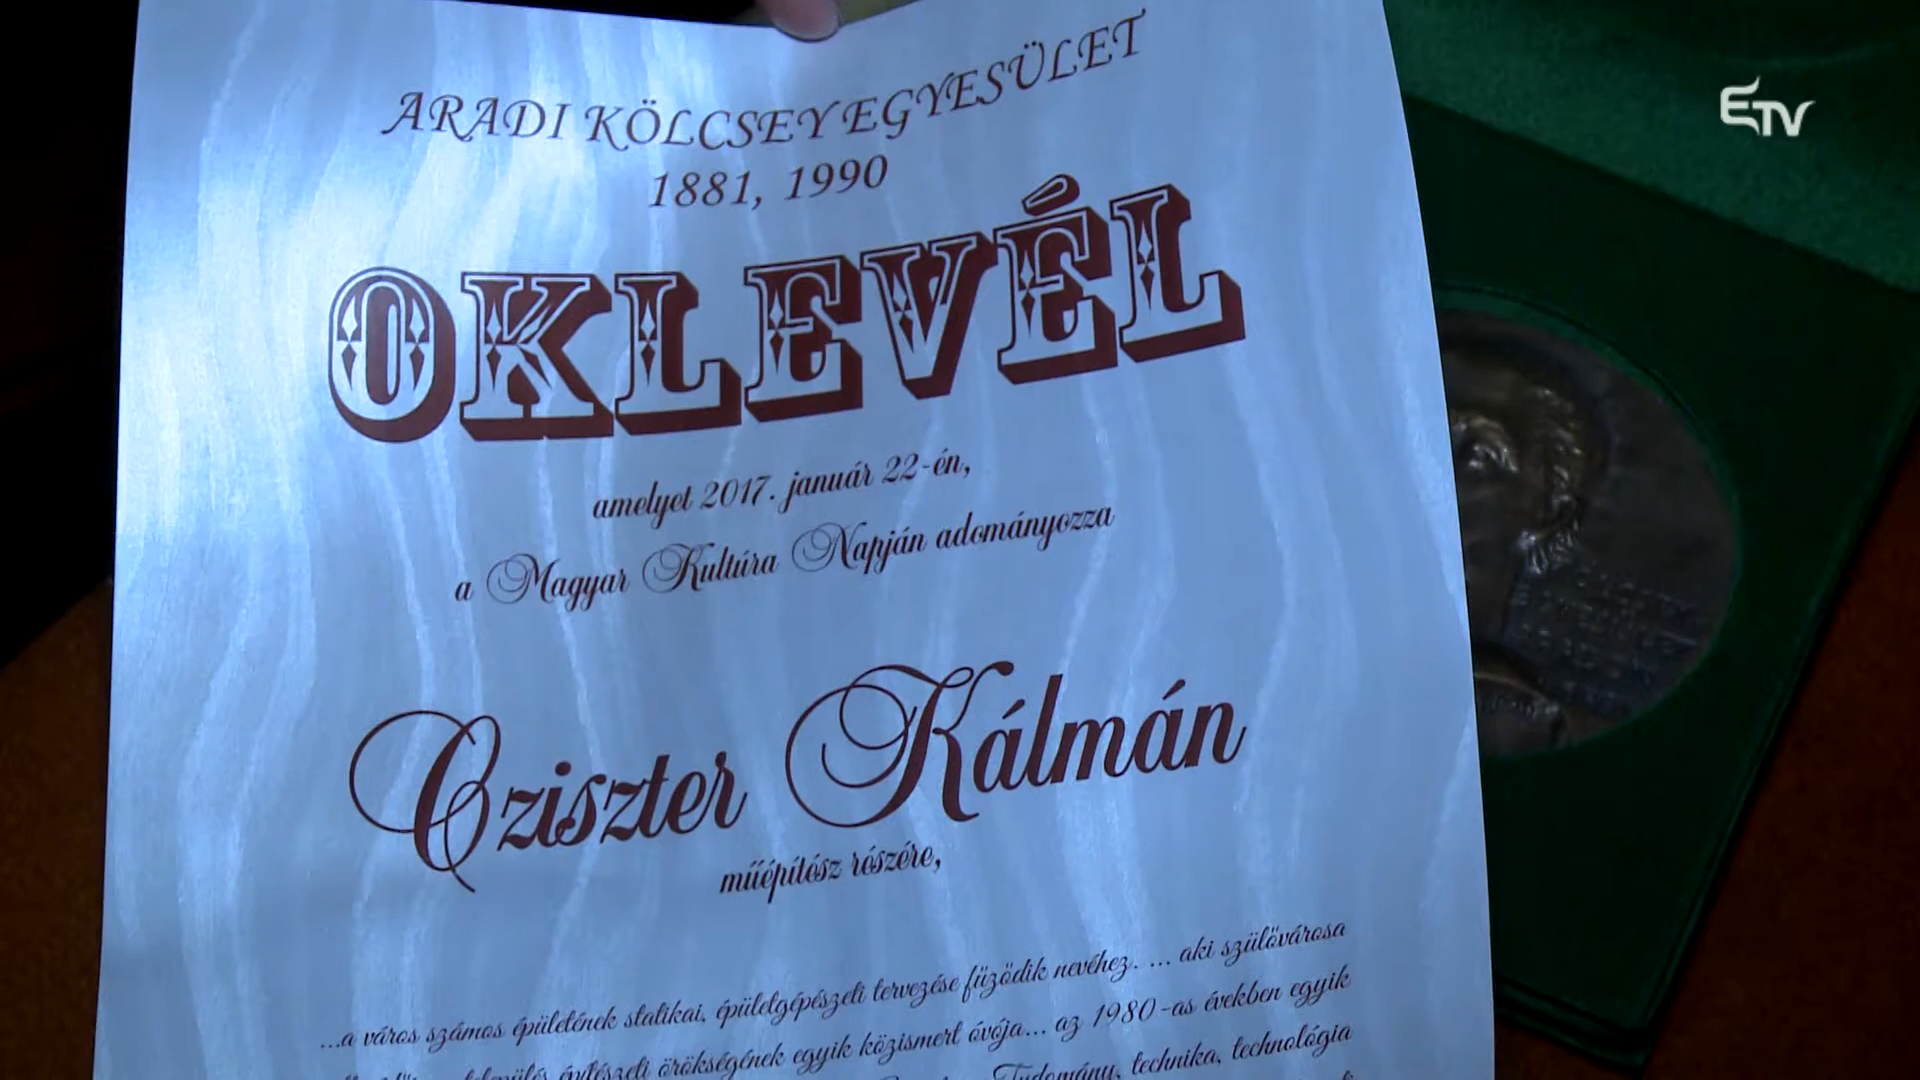 ARADI KÖLCSEY EGYESÜLET
1881, 1990
OKLEVÉL
amelyet 2017. január 22-én,
a Magyar Kultúra Napján adományozza
Cziszter Kálmán
műépítész részére,
...a város számos épületének statikai, épületgépészeti tervezése fűződik nevéhez. ... aki szülővárosa
építészeti örökségének egyik közismert óvója... az 1980-as években egyik
Tudomány, technika, technológia
ETV